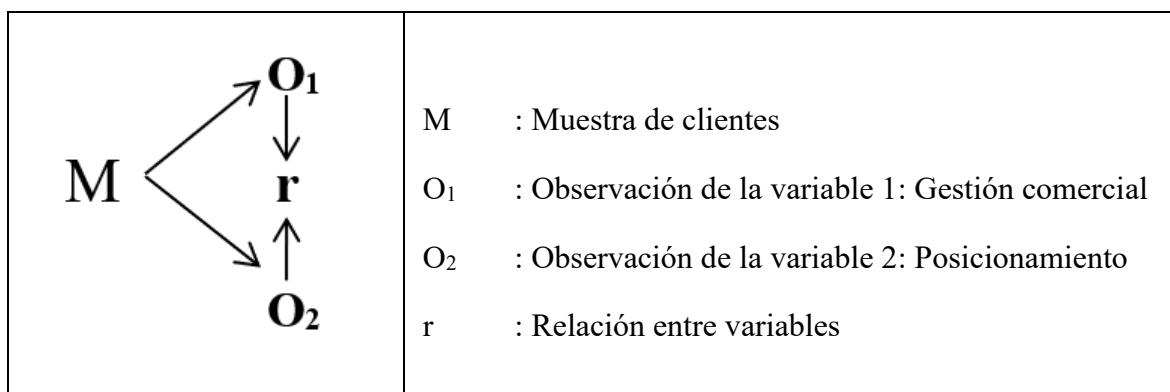 O₁
M
r
O₂
M : Muestra de clientes
O₁ : Observación de la variable 1: Gestión comercial
O₂ : Observación de la variable 2: Posicionamiento
r : Relación entre variables